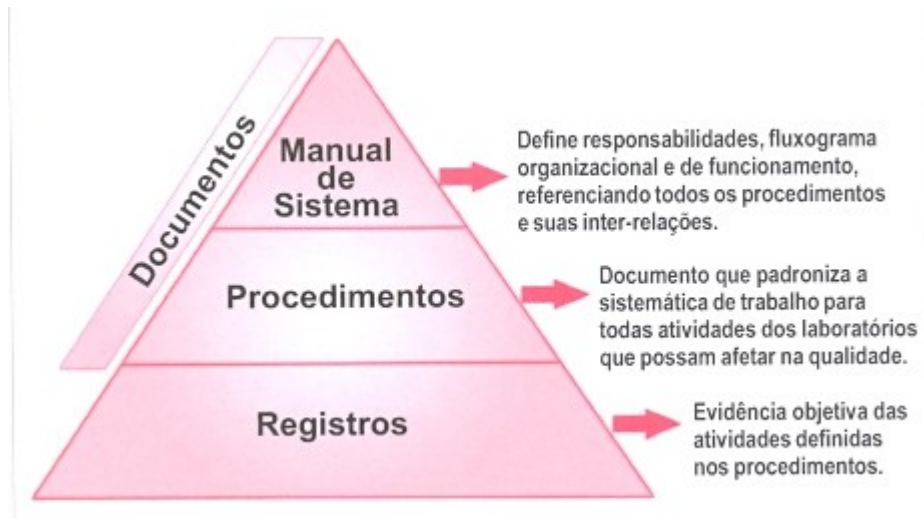 Documentos
Manual
de
Sistema
Define responsabilidades, fluxograma
organizacional e de funcionamento,
referenciando todos os procedimentos
e suas inter-relações.
Procedimentos
Documento que padroniza a
sistemática de trabalho para
todas atividades dos laboratórios
que possam afetar na qualidade.
Registros
Evidência objetiva das
atividades definidas
nos procedimentos.